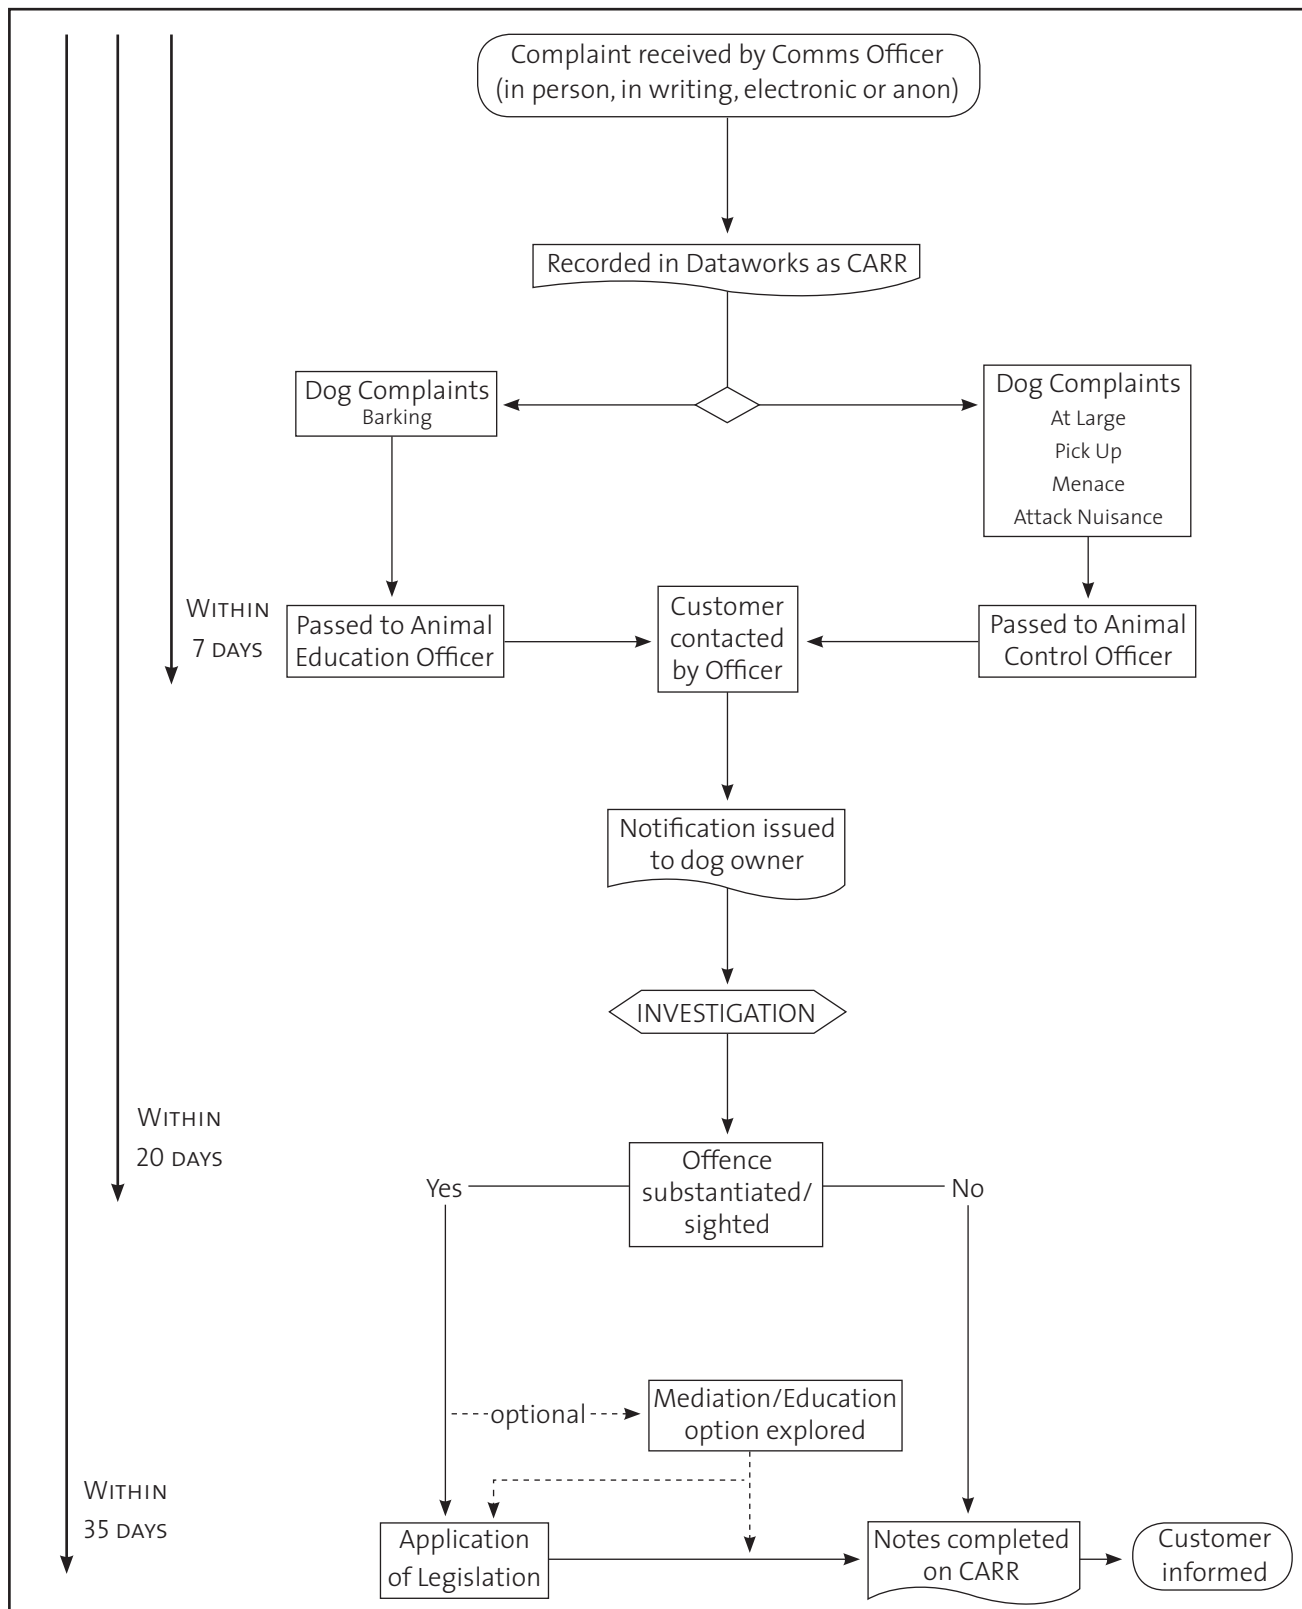 Complaint received by Comms Officer
(in person, in writing, electronic or anon)
Recorded in Dataworks as CARR
Dog Complaints
Barking
Dog Complaints
At Large
Pick Up
Menace
Attack Nuisance
WITHIN
7 DAYS
Passed to Animal
Education Officer
Customer
contacted
by Officer
Passed to Animal
Control Officer
Notification issued
to dog owner
INVESTIGATION
WITHIN
20 DAYS
Offence
substantiated/
sighted
Yes
No
optional
Mediation/Education
option explored
WITHIN
35 DAYS
Application
of Legislation
Notes completed
on CARR
Customer
informed